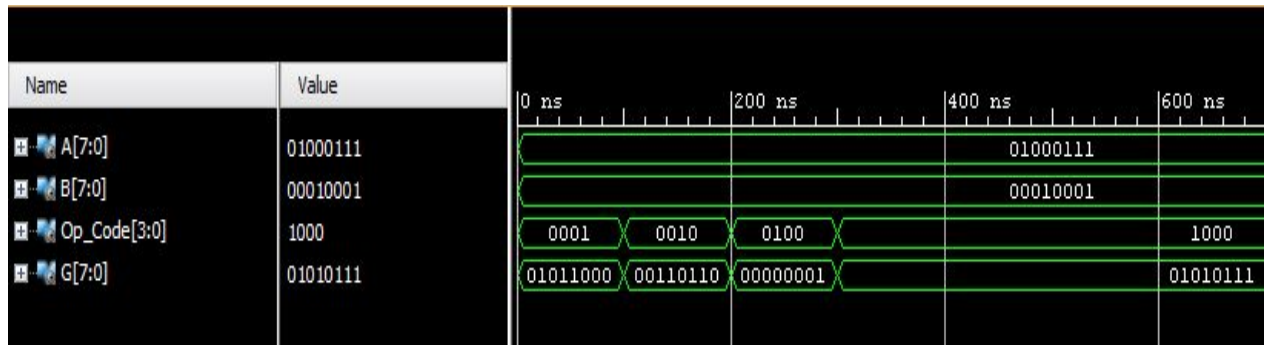 Name Value 0 ns 200 ns 400 ns 600 ns
A[7:0] 01000111 01000111
B[7:0] 00010001 00010001
Op_Code[3:0] 1000 0001 0010 0100 1000
G[7:0] 01010111 01011000 00110110 00000001 01010111